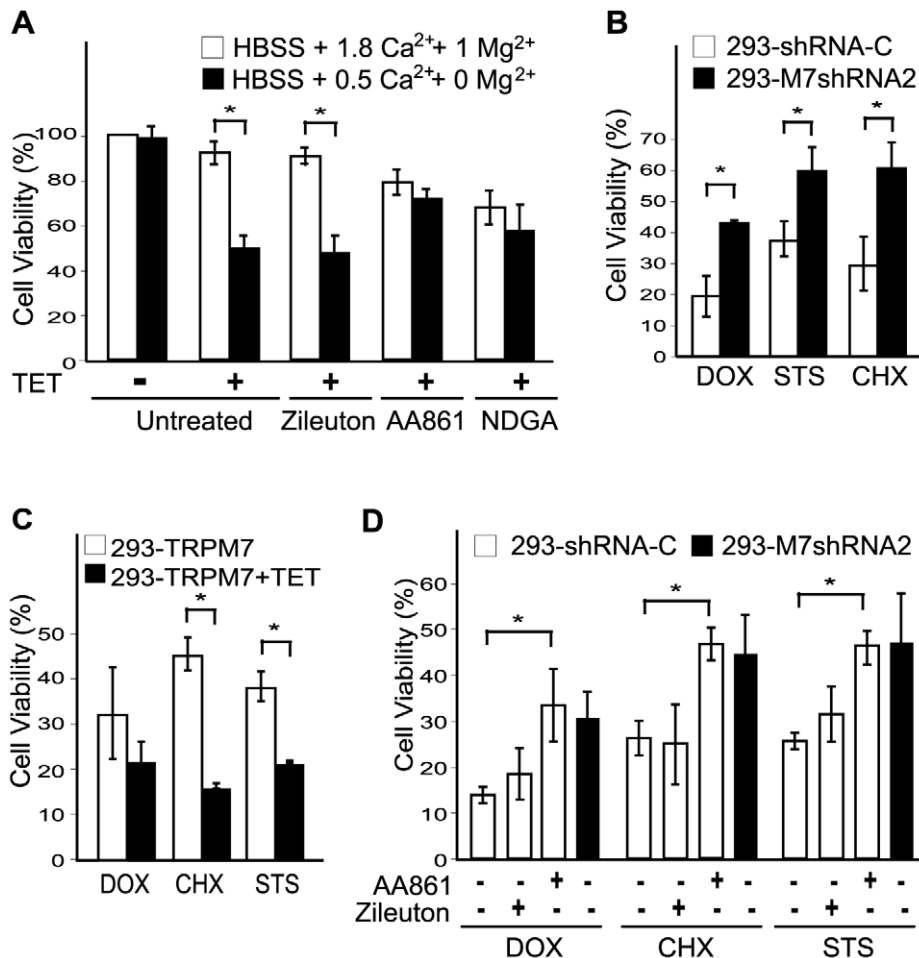 A
HBSS + 1.8 Ca²⁺+ 1 Mg²⁺
HBSS + 0.5 Ca²⁺+ 0 Mg²⁺
Cell Viability (%)
100
80
60
40
20
0
* *
TET - + + + +
Untreated Zileuton AA861 NDGA
B
293-shRNA-C
293-M7shRNA2
Cell Viability (%)
70
60
50
40
30
20
10
0
* * *
DOX STS CHX
C
293-TRPM7
293-TRPM7+TET
Cell Viability (%)
50
40
30
20
10
0
* *
DOX CHX STS
D
293-shRNA-C 293-M7shRNA2
Cell Viability (%)
60
50
40
30
20
10
0
* * *
AA861 - - + - - - + - - - + -
Zileuton - + - - - + - - - + - -
DOX CHX STS